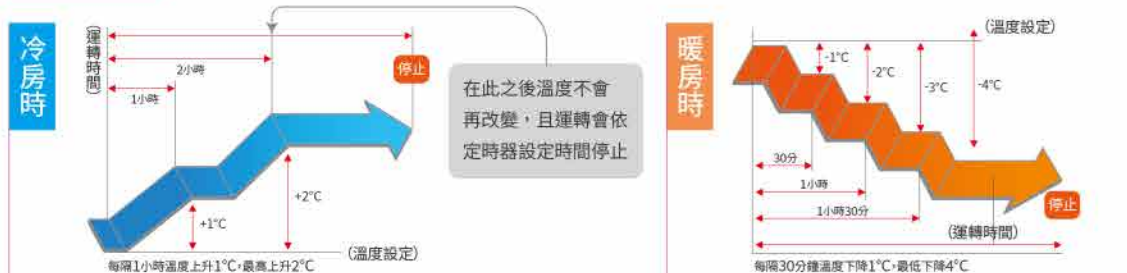 冷房時
(運轉時間)
2小時
1小時
停止
+1°C
+2°C
(溫度設定)
每隔1小時溫度上升1°C,最高上升2°C
在此之後溫度不會
再改變，且運轉會依
定時器設定時間停止
暖房時
(溫度設定)
-1°C
-2°C
-3°C
-4°C
30分
1小時
1小時30分
停止
(運轉時間)
每隔30分鐘溫度下降1°C,最低下降4°C